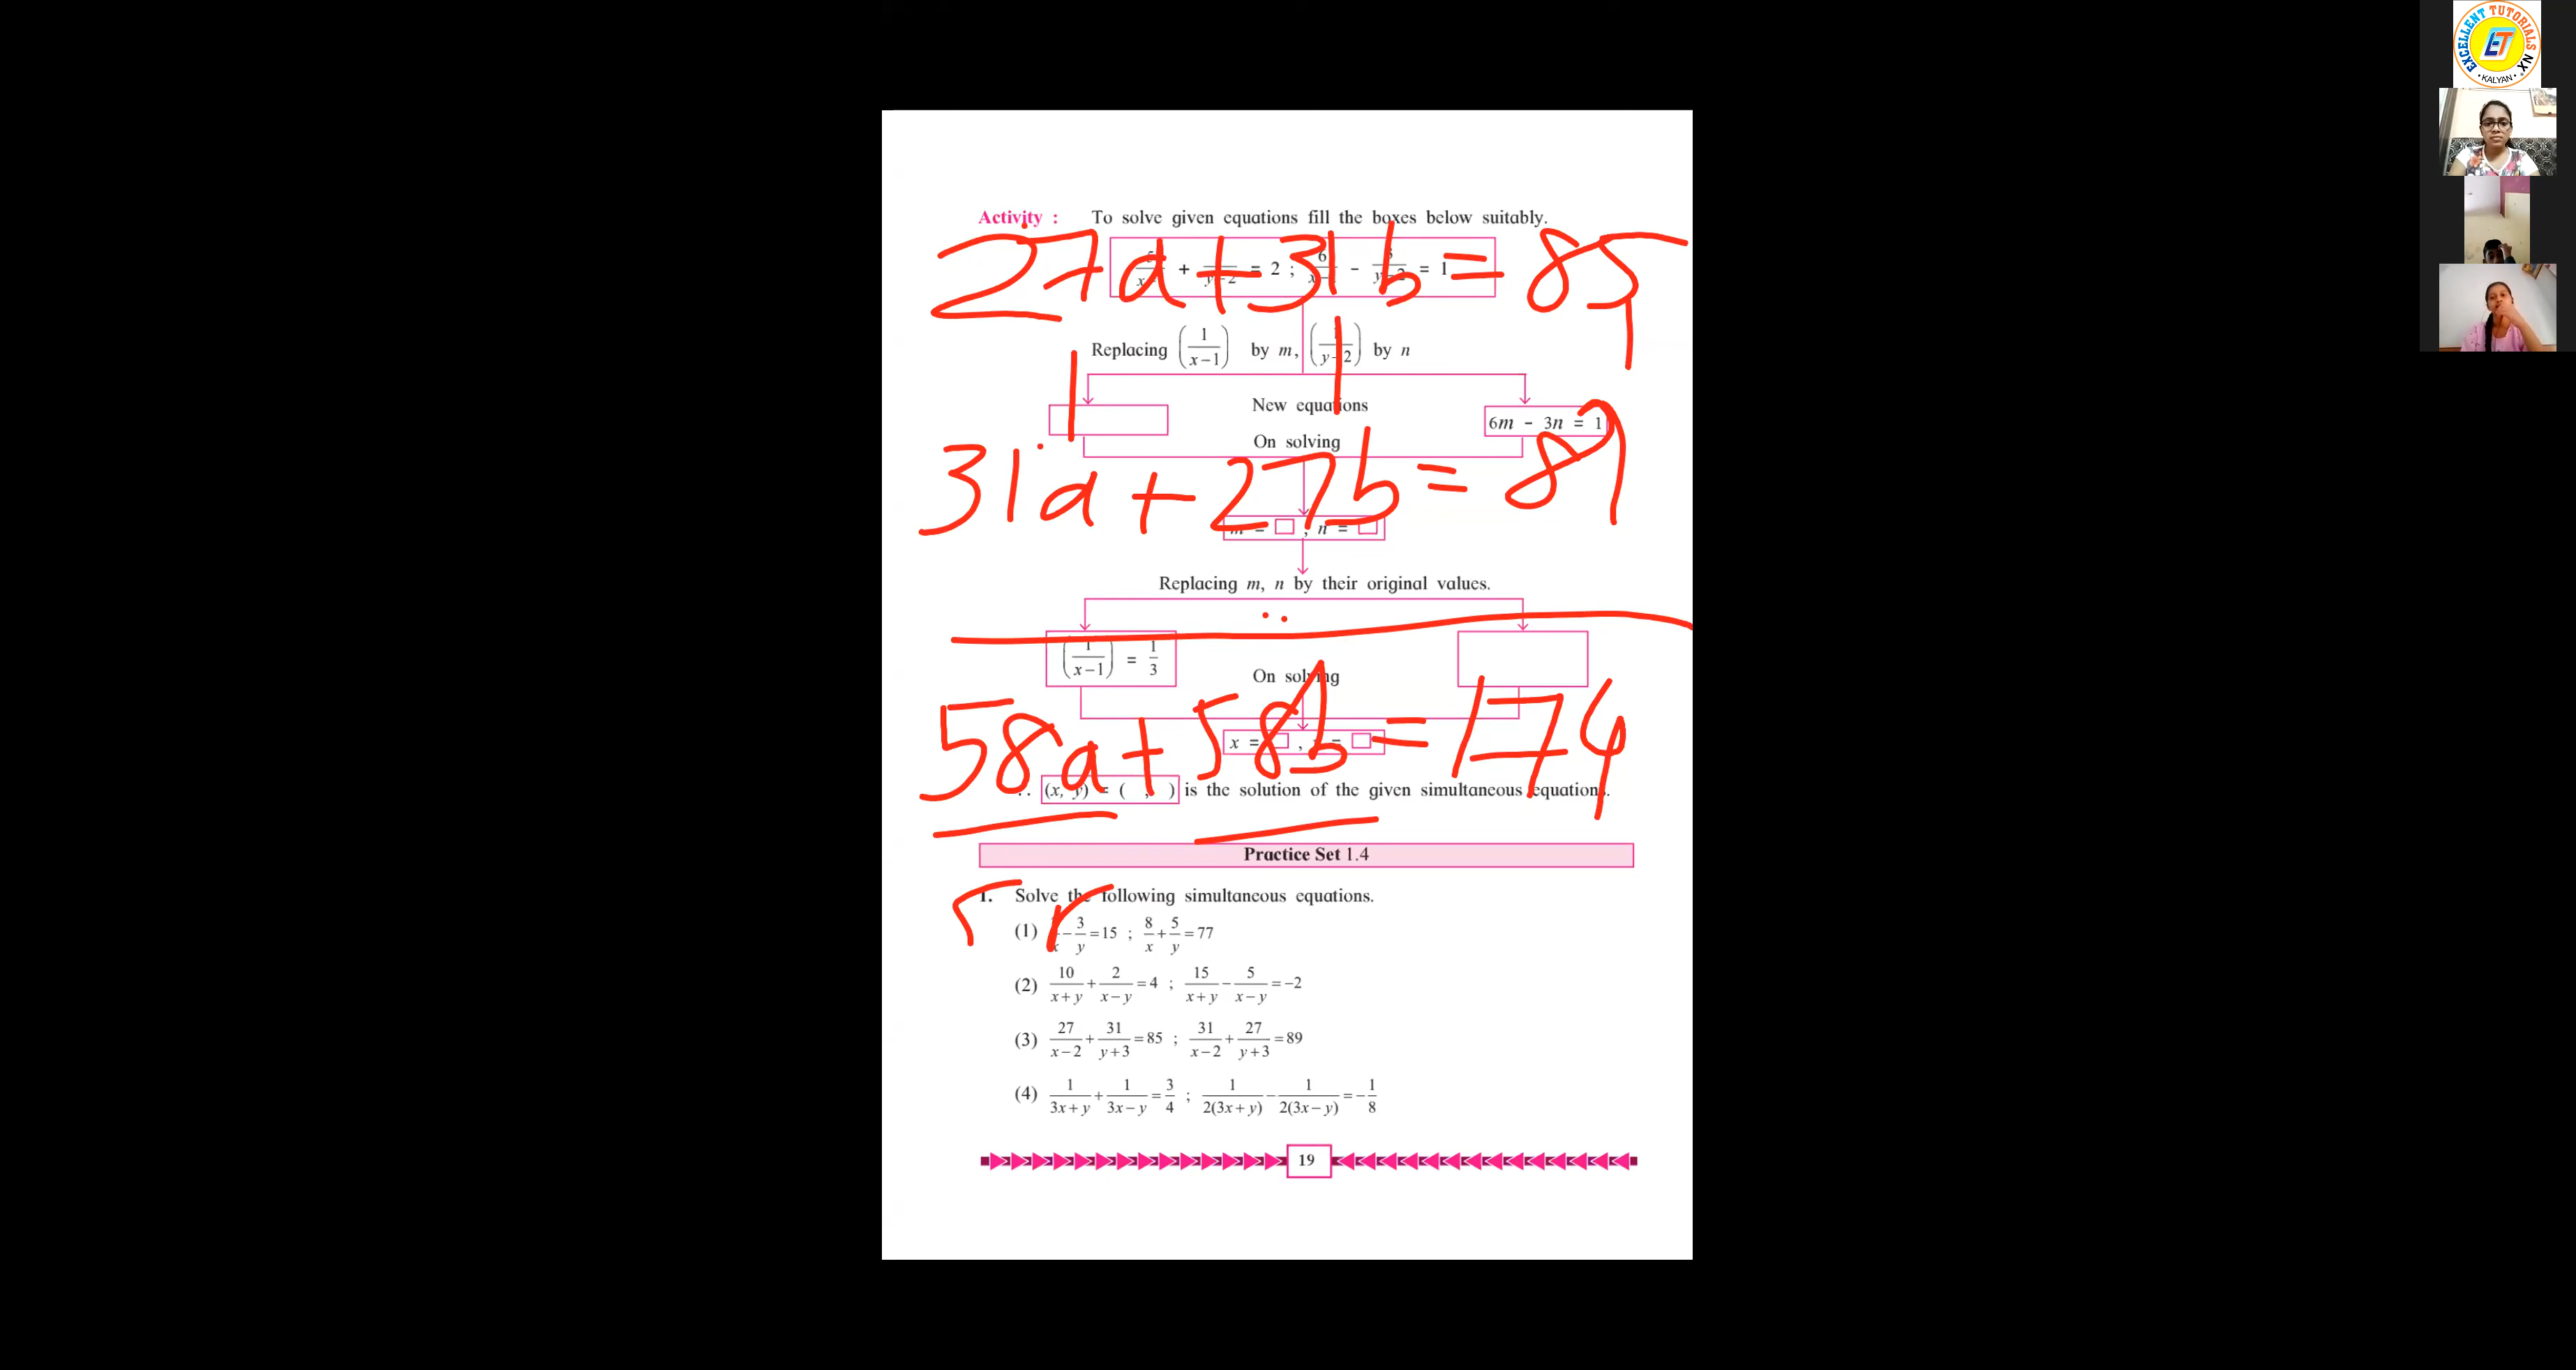 EXCELLENT TUTORIALS NX
ET
KALYAN
Activity : To solve given equations fill the boxes below suitably.
+ = 2 ; 6 - = 1
27a + 31b = 85
Replacing (1/(x-1)) by m, (1/(y-2)) by n
New equations
6m - 3n = 1
On solving
31a + 27b = 89
= , n =
Replacing m, n by their original values.
(1/(x-1)) = 1/3
On solving
58a + 58b = 174
x = , =
(x, y) = ( , ) is the solution of the given simultaneous equations.
Practice Set 1.4
1. Solve the following simultaneous equations.
(1) - 3/y = 15 ; 8/x + 5/y = 77
(2) 10/(x+y) + 2/(x-y) = 4 ; 15/(x+y) - 5/(x-y) = -2
(3) 27/(x-2) + 31/(y+3) = 85 ; 31/(x-2) + 27/(y+3) = 89
(4) 1/(3x+y) + 1/(3x-y) = 3/4 ; 1/(2(3x+y)) - 1/(2(3x-y)) = -1/8
19